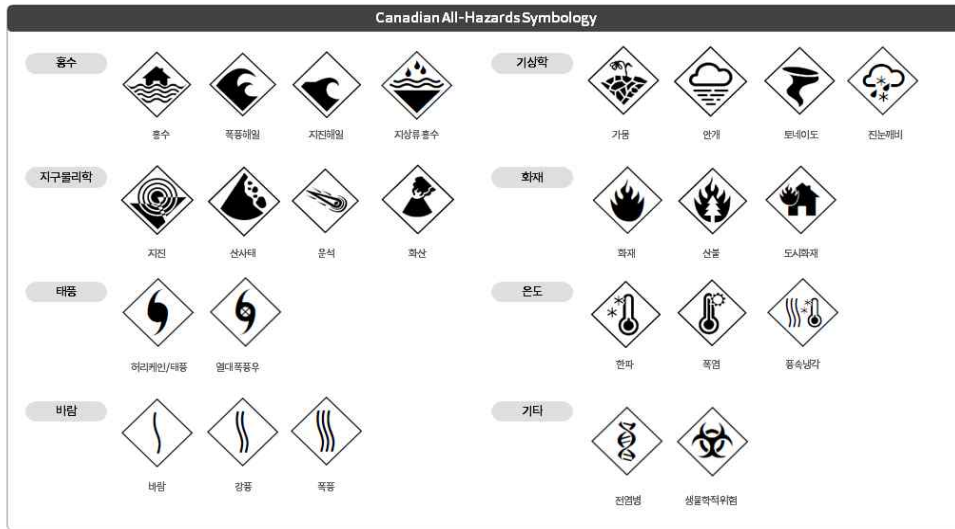 Canadian All-Hazards Symbology
홍수
홍수 폭풍해일 지진해일 지상류 홍수
기상학
가뭄 안개 토네이도 진눈깨비
지구물리학
지진 산사태 운석 화산
화재
화재 산불 도시화재
태풍
허리케인/태풍 열대 폭풍우
온도
한파 폭염 풍속냉각
바람
바람 강풍 폭풍
기타
전염병 생물학적위험